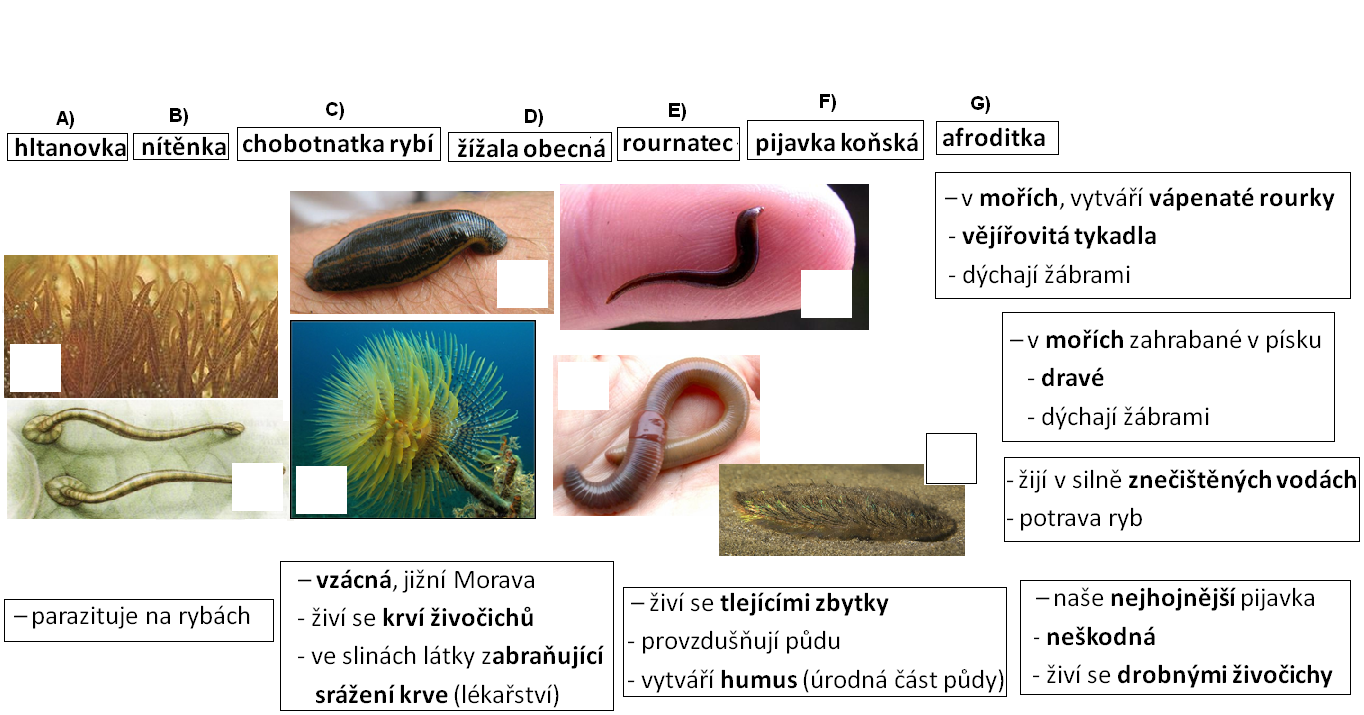 A)
B)
C)
D)
E)
F)
G)
hltanovka
nítěnka
chobotnatka rybí
žížala obecná
rournatec
pijavka koňská
afroditka
– v mořích, vytváří vápenaté rourky
- vějířovitá tykadla
- dýchají žábrami
– v mořích zahrabané v písku
- dravé
- dýchají žábrami
- žijí v silně znečištěných vodách
- potrava ryb
– parazituje na rybách
– vzácná, jižní Morava
- živí se krví živočichů
- ve slinách látky zabraňující
srážení krve (lékařství)
– živí se tlejícími zbytky
- provzdušňují půdu
- vytváří humus (úrodná část půdy)
– naše nejhojnější pijavka
- neškodná
- živí se drobnými živočichy